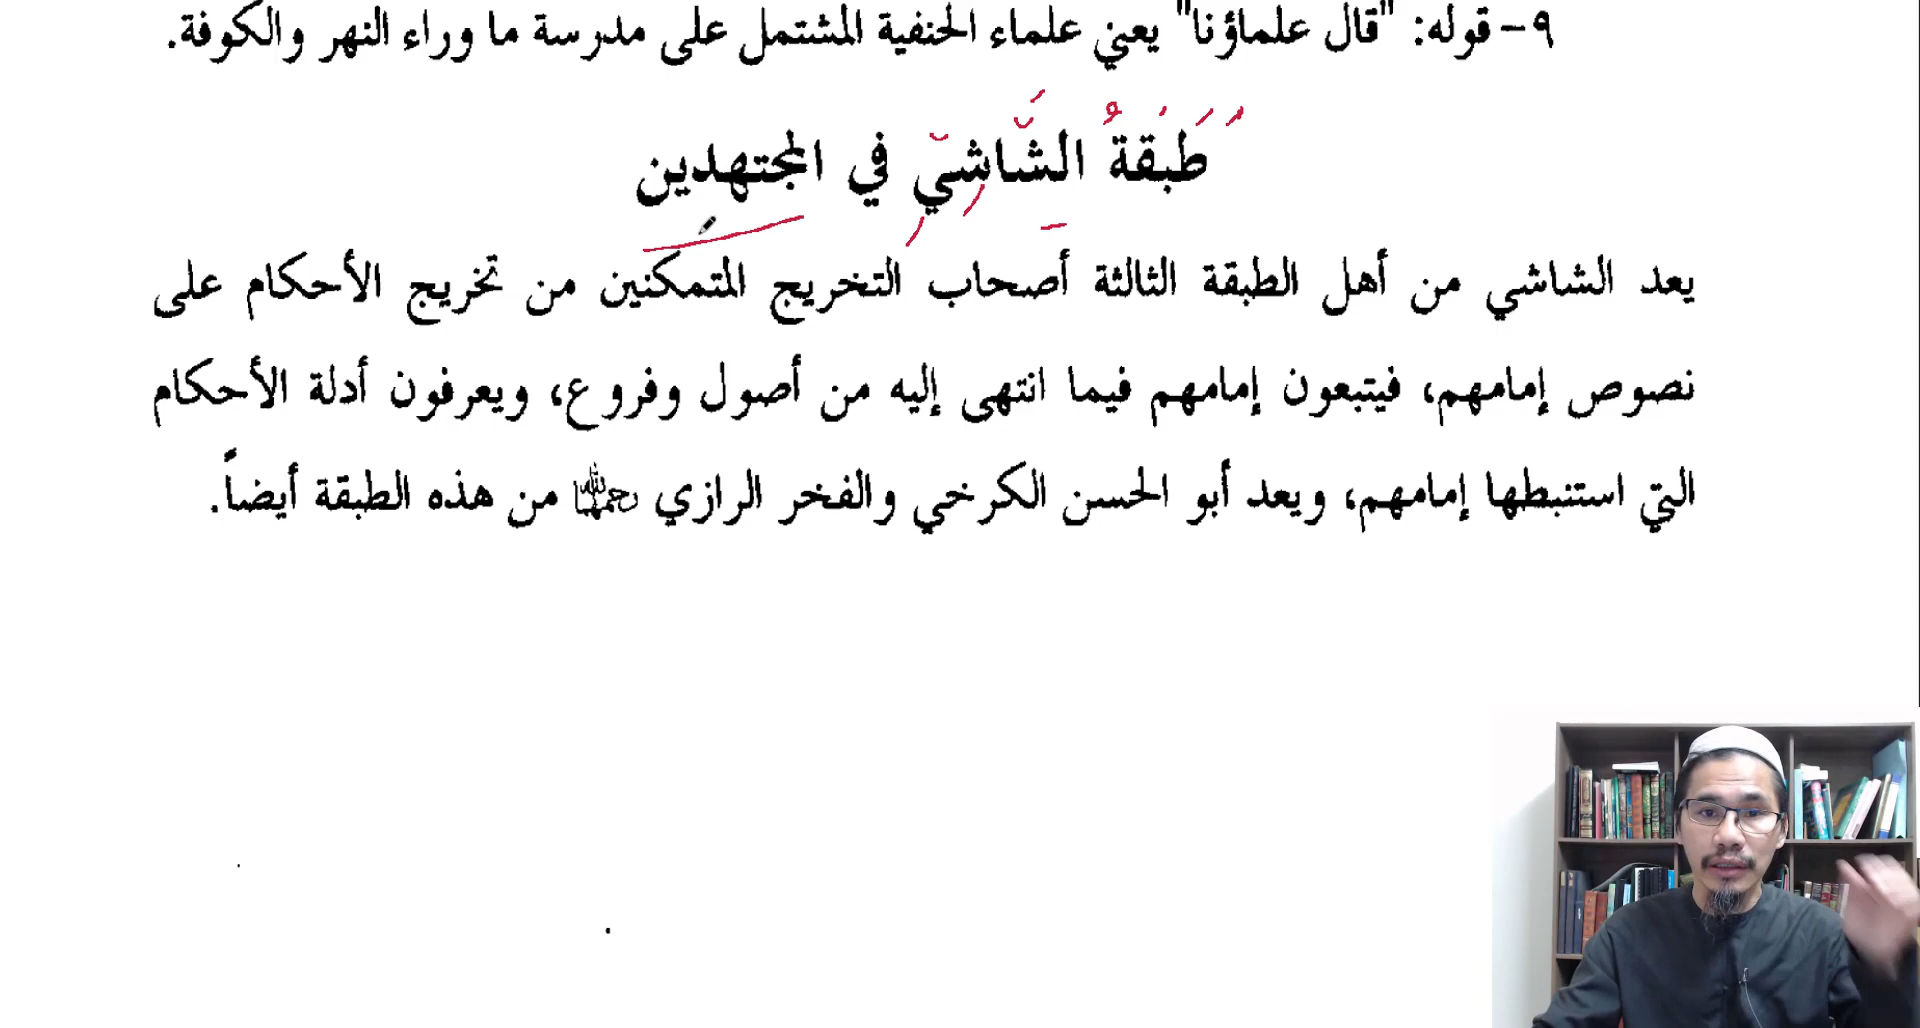 ٩- قوله: "قال علماؤنا" يعني علماء الحنفية المشتمل على مدرسة ما وراء النهر والكوفة.
طَبَقةُ الشَّاشيّ في المجتهدين
يعد الشاشي من أهل الطبقة الثالثة أصحاب التخريج المتمكنين من تخريج الأحكام على
نصوص إمامهم، فيتبعون إمامهم فيما انتهى إليه من أصول وفروع، ويعرفون أدلة الأحكام
التي استنبطها إمامهم، ويعد أبو الحسن الكرخي والفخر الرازي رحمهما الله من هذه الطبقة أيضاً.